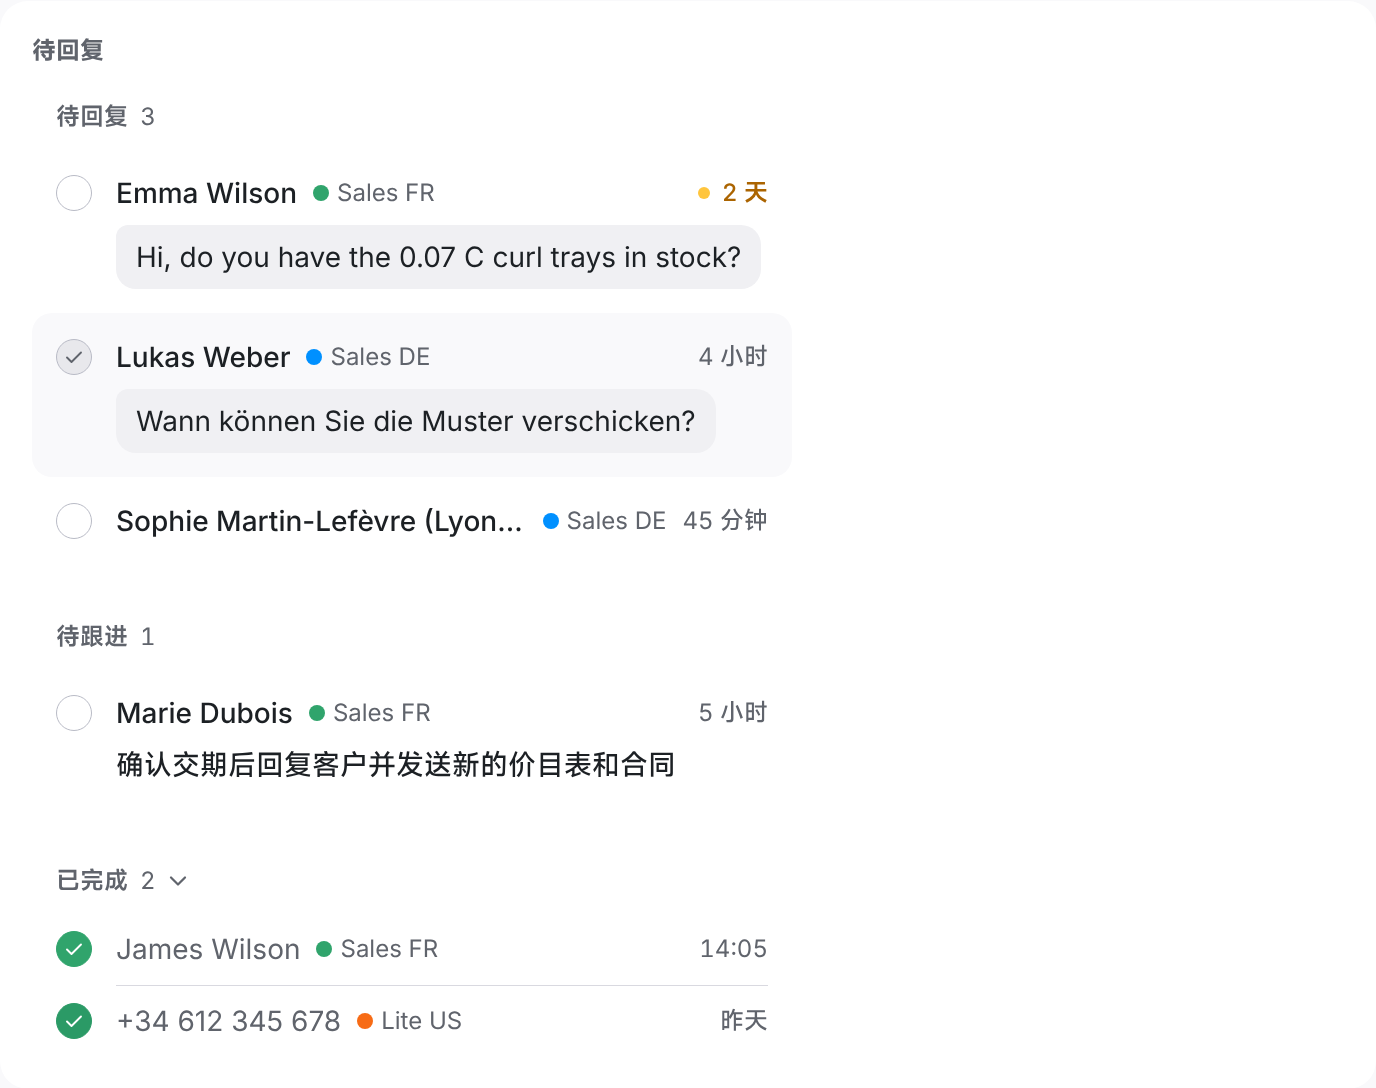 待回复
待回复 3
Emma Wilson Sales FR 2 天
Hi, do you have the 0.07 C curl trays in stock?
Lukas Weber Sales DE 4 小时
Wann können Sie die Muster verschicken?
Sophie Martin-Lefèvre (Lyon... Sales DE 45 分钟
待跟进 1
Marie Dubois Sales FR 5 小时
确认交期后回复客户并发送新的价目表和合同
已完成 2
James Wilson Sales FR 14:05
+34 612 345 678 Lite US 昨天